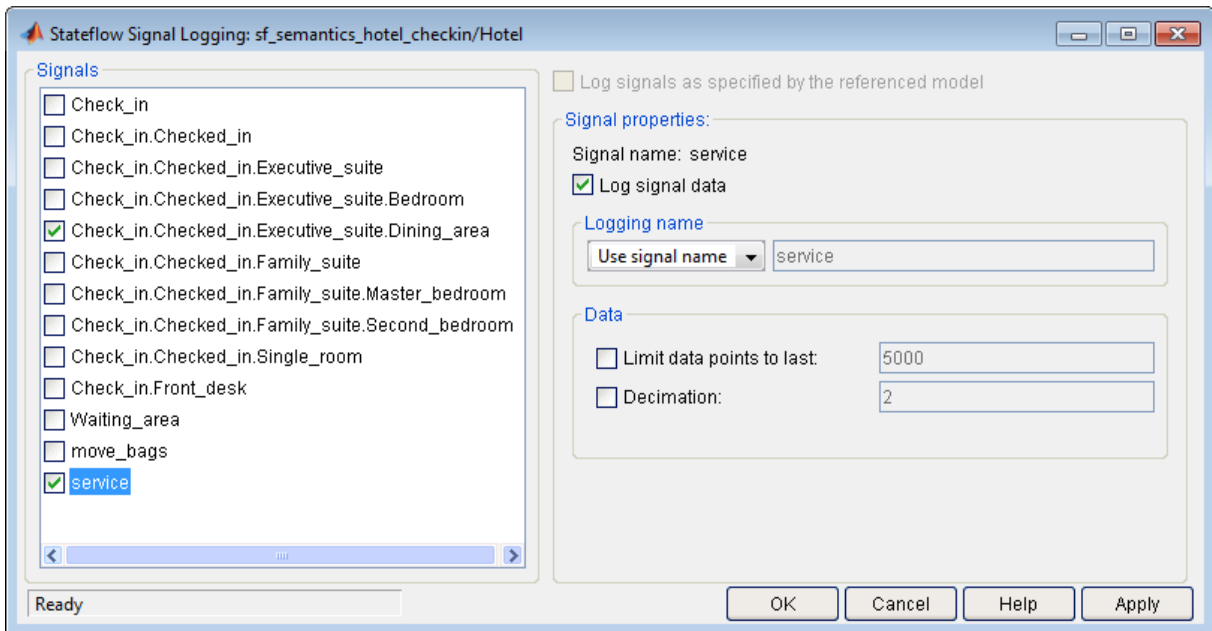 Stateflow Signal Logging: sf_semantics_hotel_checkin/Hotel
Signals
Check_in
Check_in.Checked_in
Check_in.Checked_in.Executive_suite
Check_in.Checked_in.Executive_suite.Bedroom
Check_in.Checked_in.Executive_suite.Dining_area
Check_in.Checked_in.Family_suite
Check_in.Checked_in.Family_suite.Master_bedroom
Check_in.Checked_in.Family_suite.Second_bedroom
Check_in.Checked_in.Single_room
Check_in.Front_desk
Waiting_area
move_bags
service
Log signals as specified by the referenced model
Signal properties:
Signal name: service
Log signal data
Logging name
Use signal name service
Data
Limit data points to last: 5000
Decimation: 2
Ready
OK Cancel Help Apply